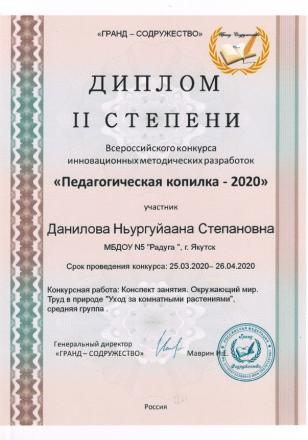 «ГРАНД – СОДРУЖЕСТВО»
ДИПЛОМ
II СТЕПЕНИ
Всероссийского конкурса
инновационных методических разработок
«Педагогическая копилка - 2020»
участник
Данилова Ньургуйаана Степановна
МБДОУ N5 "Радуга ", г. Якутск
Срок проведения конкурса: 25.03.2020– 26.04.2020
Конкурсная работа: Конспект занятия. Окружающий мир.
Труд в природе "Уход за комнатными растениями",
средняя группа .
Генеральный директор
«ГРАНД – СОДРУЖЕСТВО»
Маврин И.Е.
Россия